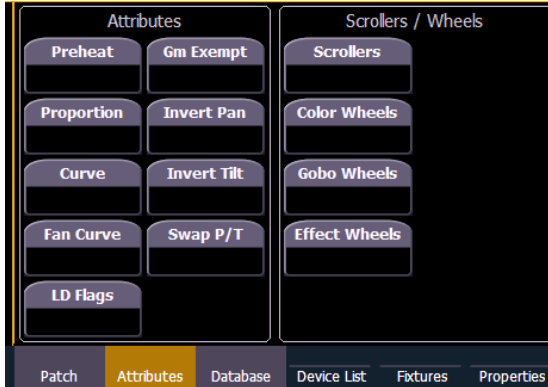 Attributes
Scrollers / Wheels
Preheat
Gm Exempt
Scrollers
Proportion
Invert Pan
Color Wheels
Curve
Invert Tilt
Gobo Wheels
Fan Curve
Swap P/T
Effect Wheels
LD Flags
Patch
Attributes
Database
Device List
Fixtures
Properties